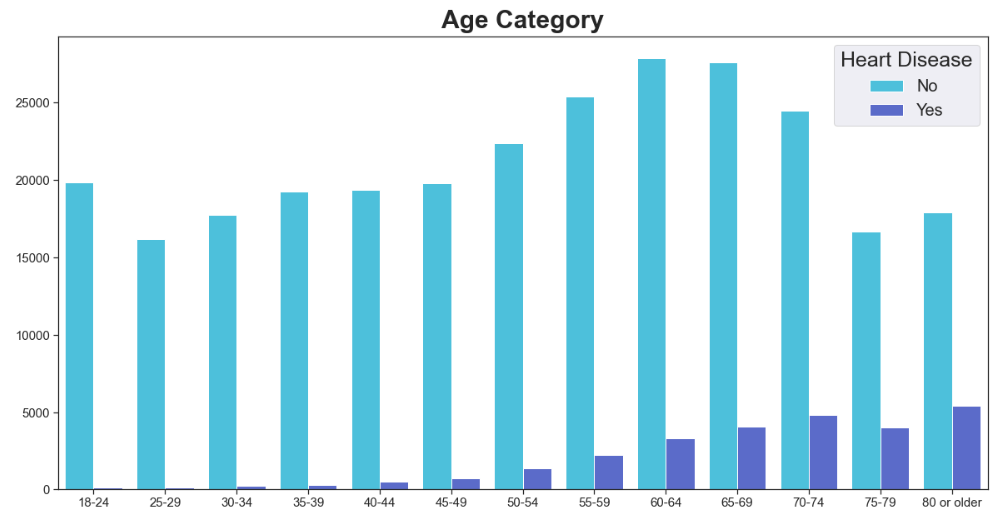 Age Category
Heart Disease
No
Yes
25000
20000
15000
10000
5000
0
18-24 25-29 30-34 35-39 40-44 45-49 50-54 55-59 60-64 65-69 70-74 75-79 80 or older